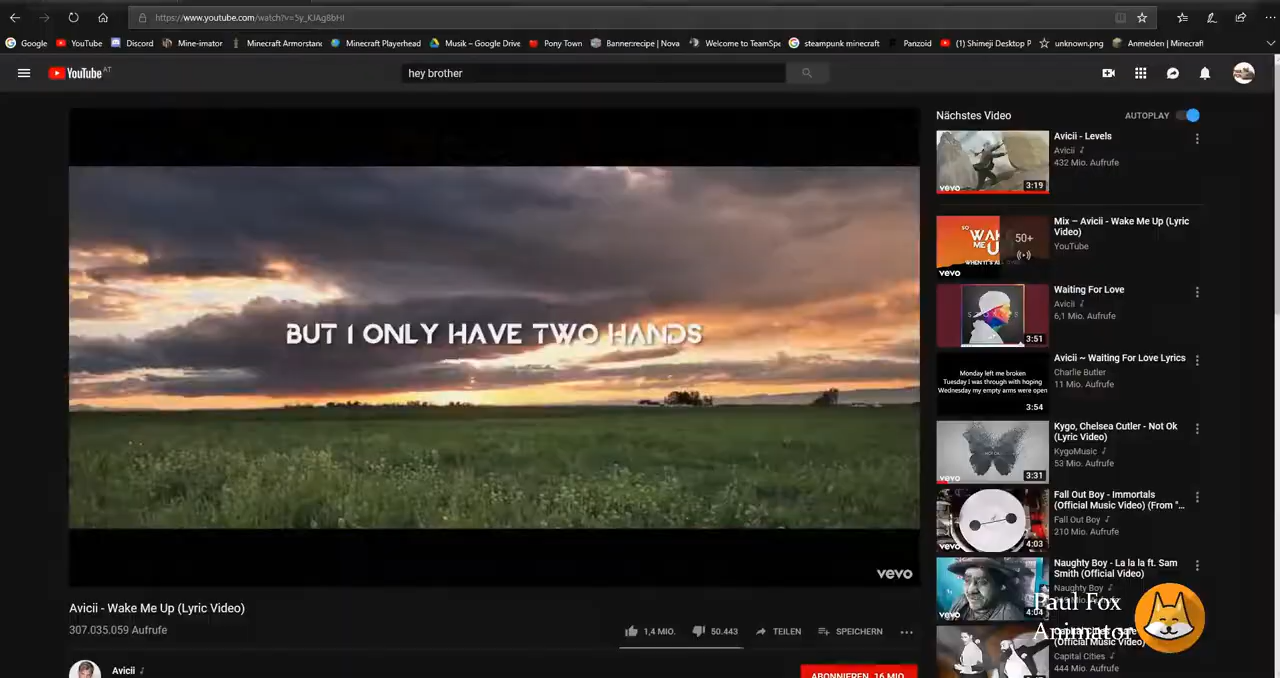 https://www.youtube.com/watch?v=5y_KJAg8bHI
Google YouTube Discord Mine-imator Minecraft Armorstand Minecraft Playerhead Musik – Google Drive Pony Town Bannerrecipe | Nova Welcome to TeamSpe steampunk minecraft Panzoid (1) Shimeji Desktop P unknown.png Anmelden | Minecraft
YouTube AT
hey brother
BUT I ONLY HAVE TWO HANDS
vevo
Avicii - Wake Me Up (Lyric Video)
307.035.059 Aufrufe
1,4 MIO. 50.443 TEILEN SPEICHERN
Avicii
ABONNIEREN 16 MIO.
Nächstes Video AUTOPLAY
vevo 3:19
Avicii - Levels
Avicii
432 Mio. Aufrufe
SO WAKE ME UP
50+
vevo
Mix – Avicii - Wake Me Up (Lyric
Video)
YouTube
3:51
Waiting For Love
Avicii
6,1 Mio. Aufrufe
Monday left me broken
Tuesday I was through with hoping
Wednesday my empty arms were open
3:54
Avicii ~ Waiting For Love Lyrics
Charlie Butler
11 Mio. Aufrufe
vevo 3:31
Kygo, Chelsea Cutler - Not Ok
(Lyric Video)
KygoMusic
53 Mio. Aufrufe
vevo 4:03
Fall Out Boy - Immortals
(Official Music Video) (From "...
Fall Out Boy
210 Mio. Aufrufe
vevo 4:04
Naughty Boy - La la la ft. Sam
Smith (Official Video)
Naughty Boy
Paul Fox
Animator
(Official Music Video)
Capital Cities
444 Mio. Aufrufe